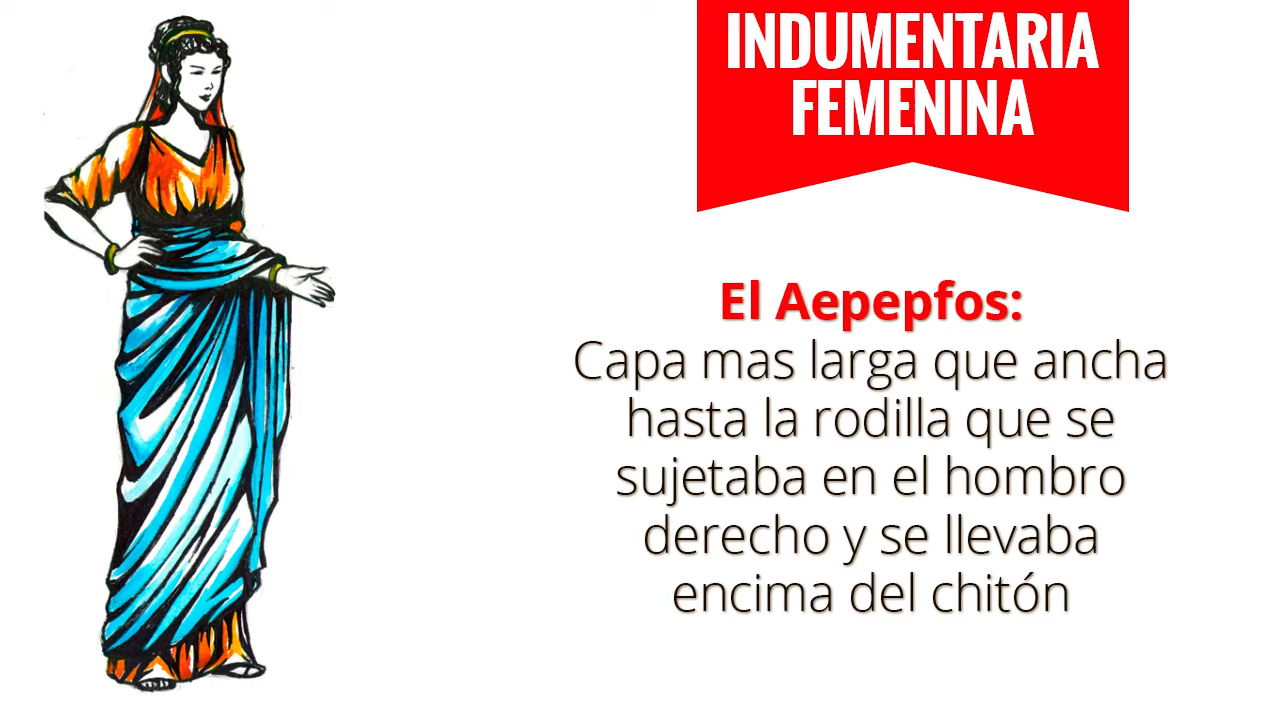 INDUMENTARIA
FEMENINA
El Aepepfos:
Capa mas larga que ancha
hasta la rodilla que se
sujetaba en el hombro
derecho y se llevaba
encima del chitón